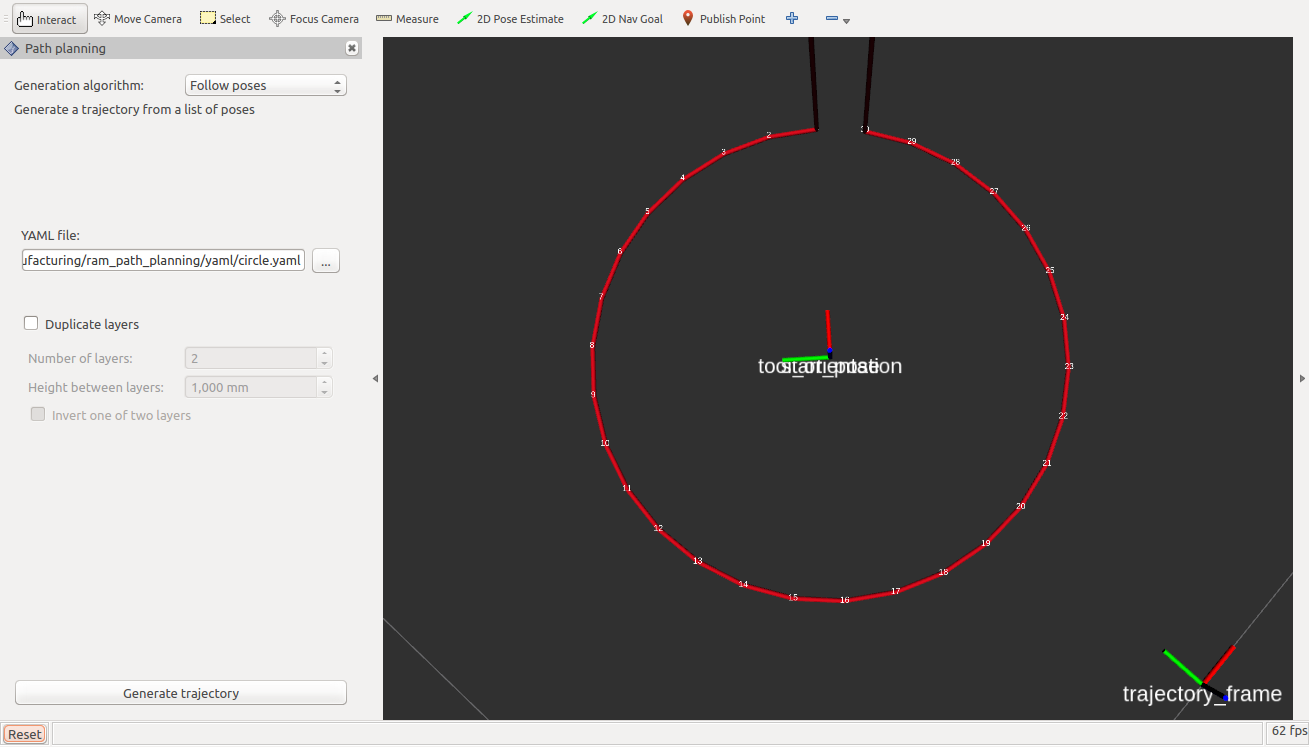 Interact Move Camera Select Focus Camera Measure 2D Pose Estimate 2D Nav Goal Publish Point
Path planning
Generation algorithm: Follow poses
Generate a trajectory from a list of poses
YAML file:
ufacturing/ram_path_planning/yaml/circle.yaml ...
Duplicate layers
Number of layers: 2
Height between layers: 1,000 mm
Invert one of two layers
Generate trajectory
2
3
4
5
6
7
8
9
10
11
12
13
14
15
16
17
18
19
20
21
22
23
24
25
26
27
28
29
start_pose
tool_orientation
trajectory_frame
Reset
62 fps